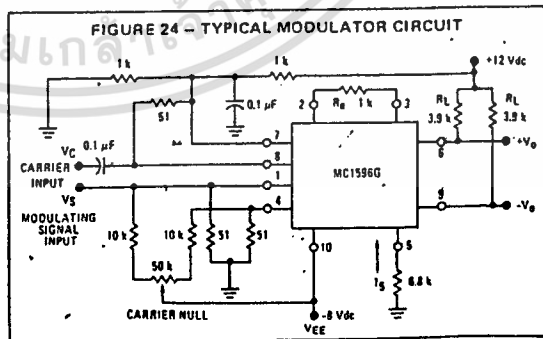 FIGURE 24 – TYPICAL MODULATOR CIRCUIT
1 k
1 k
+12 Vdc
51
0.1 µF
2
Re
1 k
3
RL
3.9 k
RL
3.9 k
0.1 µF
VC
CARRIER
INPUT
VS
MODULATING
SIGNAL
INPUT
7
8
1
4
MC1596G
6
+Vo
9
-Vo
10 k
10 k
51
51
50 k
10
5
IS
6.8 k
CARRIER NULL
-8 Vdc
VEE